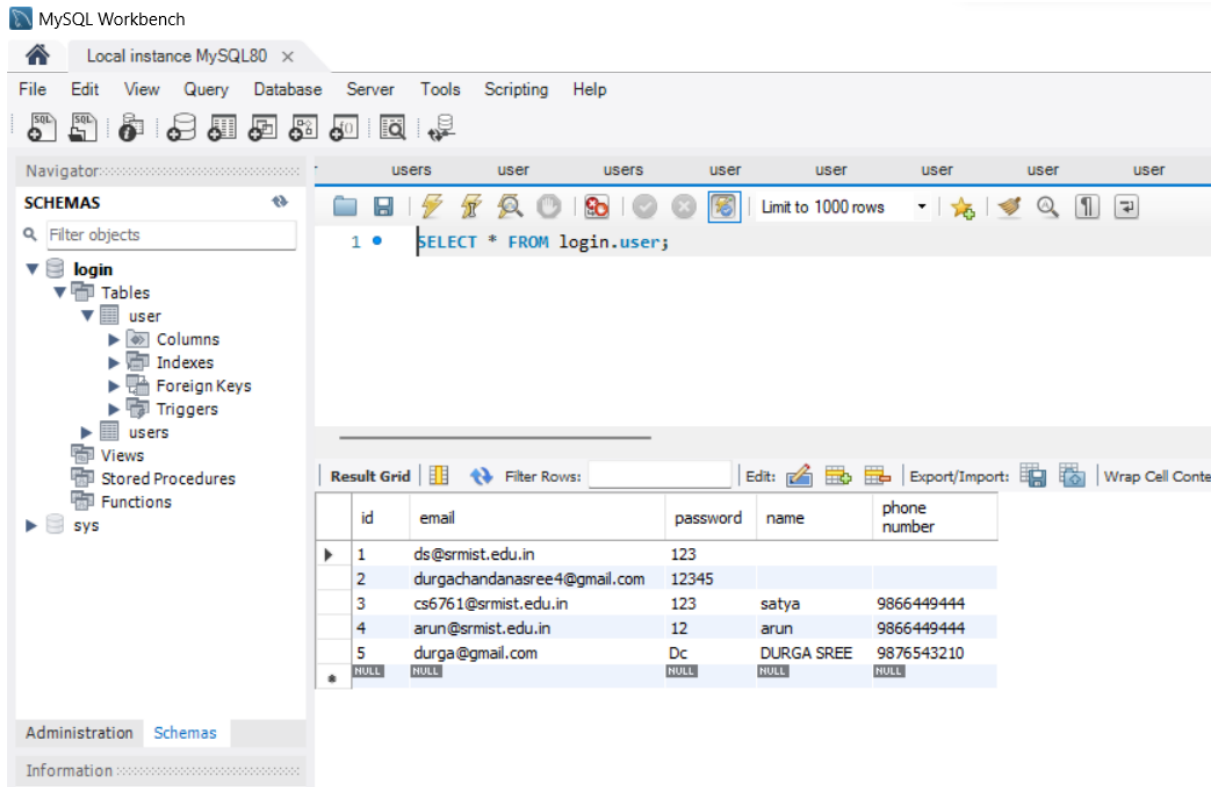 MySQL Workbench
Local instance MySQL80 ×
File Edit View Query Database Server Tools Scripting Help
Navigator
users user users user user user user user
SCHEMAS
Filter objects
Limit to 1000 rows
1 SELECT * FROM login.user;
login
Tables
user
Columns
Indexes
Foreign Keys
Triggers
users
Views
Stored Procedures
Functions
sys
Result Grid Filter Rows: Edit: Export/Import: Wrap Cell Conte
id email password name phone
number
1 ds@srmist.edu.in 123
2 durgachandanasree4@gmail.com 12345
3 cs6761@srmist.edu.in 123 satya 9866449444
4 arun@srmist.edu.in 12 arun 9866449444
5 durga@gmail.com Dc DURGA SREE 9876543210
NULL NULL NULL NULL NULL
Administration Schemas
Information